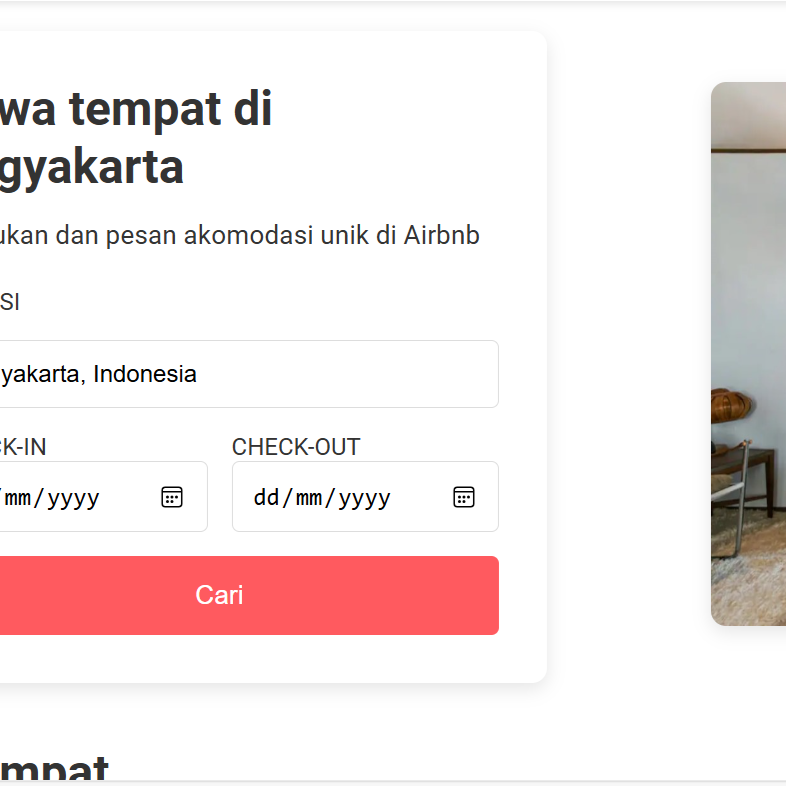 wa tempat di
gyakarta
ukan dan pesan akomodasi unik di Airbnb
SI
yakarta, Indonesia
K-IN
CHECK-OUT
/mm/yyyy
dd/mm/yyyy
Cari
mpat